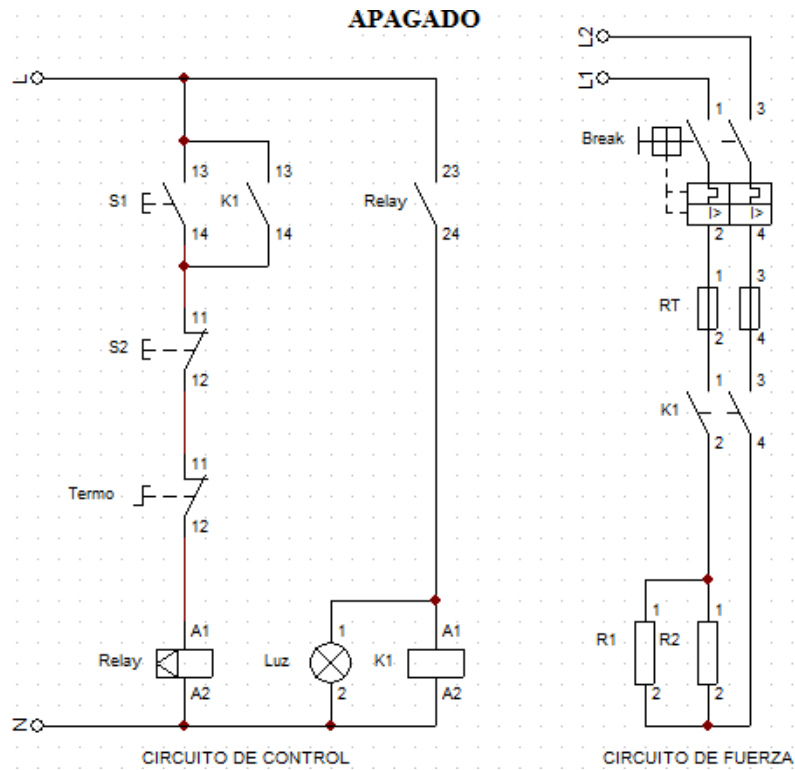 APAGADO
L
13
13
23
S1
K1
Relay
14
14
24
11
S2
12
11
Termo
12
A1
1
A1
Relay
Luz
K1
A2
2
A2
N
CIRCUITO DE CONTROL
L2
L1
1
3
Break
I>
I>
2
4
1
3
RT
2
4
1
3
K1
2
4
1
1
R1
R2
2
2
CIRCUITO DE FUERZA